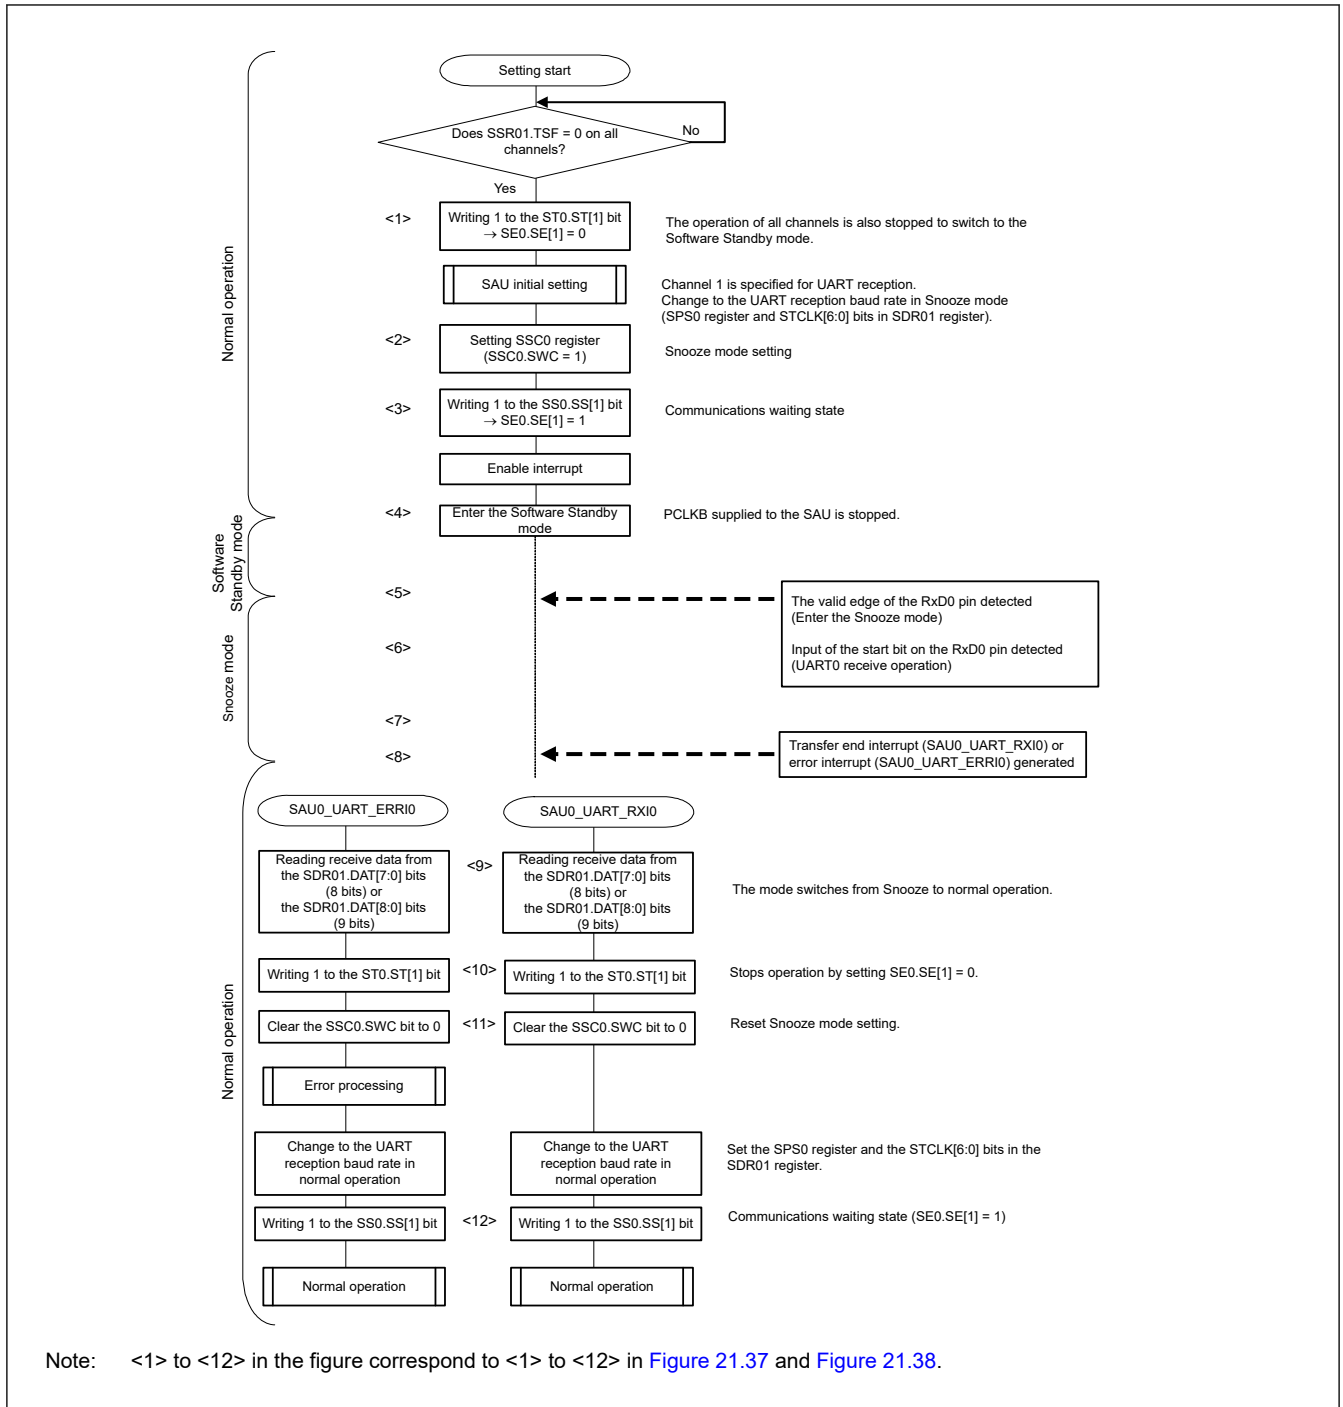 Setting start
Does SSR01.TSF = 0 on all
channels?
No
Yes
<1>
Writing 1 to the ST0.ST[1] bit
→ SE0.SE[1] = 0
The operation of all channels is also stopped to switch to the
Software Standby mode.
SAU initial setting
Channel 1 is specified for UART reception.
Change to the UART reception baud rate in Snooze mode
(SPS0 register and STCLK[6:0] bits in SDR01 register).
Normal operation
<2>
Setting SSC0 register
(SSC0.SWC = 1)
Snooze mode setting
<3>
Writing 1 to the SS0.SS[1] bit
→ SE0.SE[1] = 1
Communications waiting state
Enable interrupt
<4>
Enter the Software Standby
mode
PCLKB supplied to the SAU is stopped.
Software
Standby mode
<5>
The valid edge of the RxD0 pin detected
(Enter the Snooze mode)
<6>
Input of the start bit on the RxD0 pin detected
(UART0 receive operation)
Snooze mode
<7>
<8>
Transfer end interrupt (SAU0_UART_RXI0) or
error interrupt (SAU0_UART_ERRI0) generated
SAU0_UART_ERRI0
SAU0_UART_RXI0
Reading receive data from
the SDR01.DAT[7:0] bits
(8 bits) or
the SDR01.DAT[8:0] bits
(9 bits)
<9>
Reading receive data from
the SDR01.DAT[7:0] bits
(8 bits) or
the SDR01.DAT[8:0] bits
(9 bits)
The mode switches from Snooze to normal operation.
Writing 1 to the ST0.ST[1] bit
<10>
Writing 1 to the ST0.ST[1] bit
Stops operation by setting SE0.SE[1] = 0.
Clear the SSC0.SWC bit to 0
<11>
Clear the SSC0.SWC bit to 0
Reset Snooze mode setting.
Normal operation
Error processing
Change to the UART
reception baud rate in
normal operation
Change to the UART
reception baud rate in
normal operation
Set the SPS0 register and the STCLK[6:0] bits in the
SDR01 register.
Writing 1 to the SS0.SS[1] bit
<12>
Writing 1 to the SS0.SS[1] bit
Communications waiting state (SE0.SE[1] = 1)
Normal operation
Normal operation
Note: <1> to <12> in the figure correspond to <1> to <12> in Figure 21.37 and Figure 21.38.